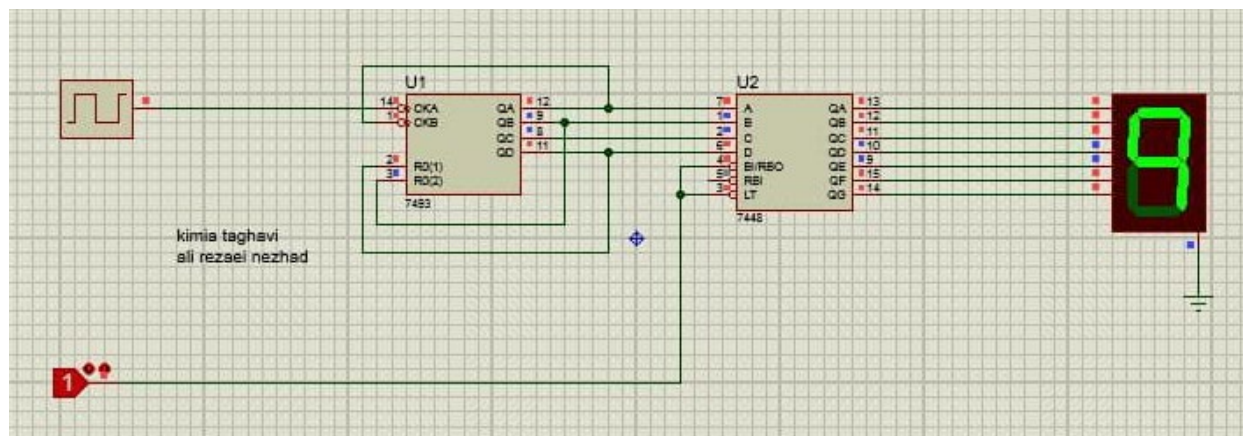 U1
14
1
CKA
CKB
QA
QB
QC
QD
12
9
8
11
2
3
R0(1)
R0(2)
7493
U2
7
1
2
6
4
5
3
A
B
C
D
BI/RBO
RBI
LT
QA
QB
QC
QD
QE
QF
QG
13
12
11
10
9
15
14
7448
9
kimia taghavi
ali rezaei nezhad
1